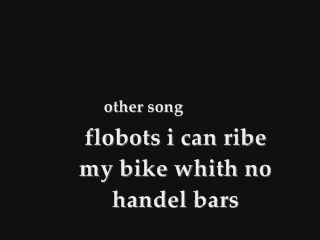 other song
flobots i can ribe
my bike whith no
handel bars